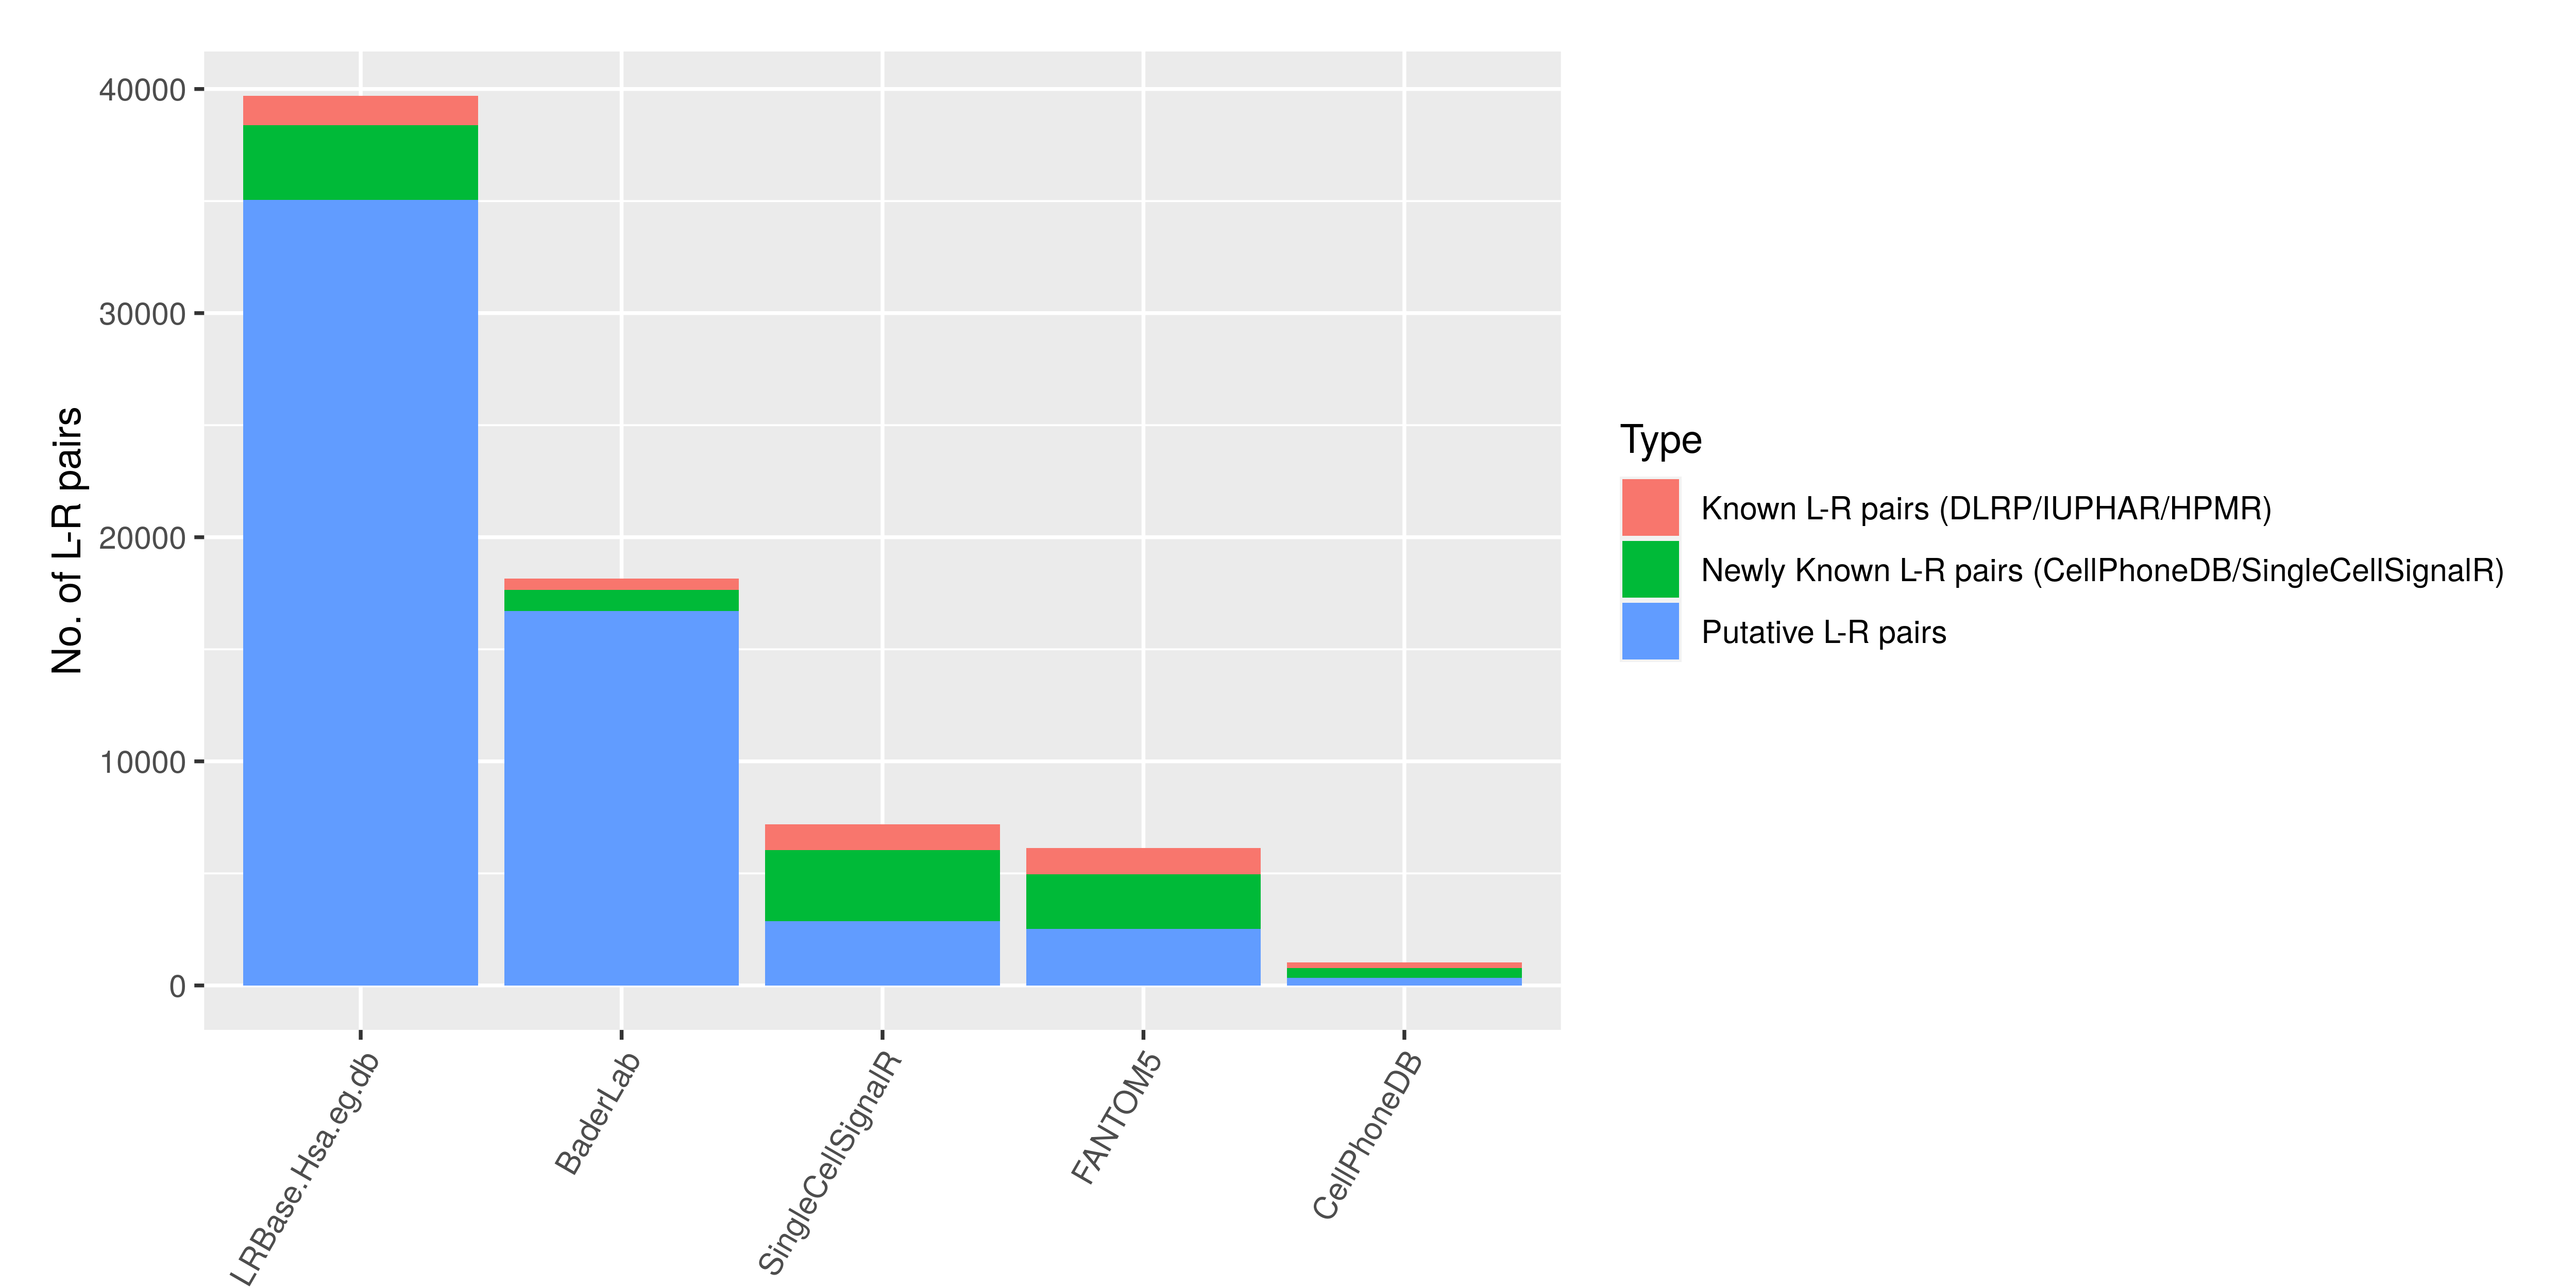 No. of L-R pairs
40000
30000
20000
10000
0
LRBase.Hsa.eg.db
BaderLab
SingleCellSignalR
FANTOM5
CellPhoneDB
Type
Known L-R pairs (DLRP/IUPHAR/HPMR)
Newly Known L-R pairs (CellPhoneDB/SingleCellSignalR)
Putative L-R pairs